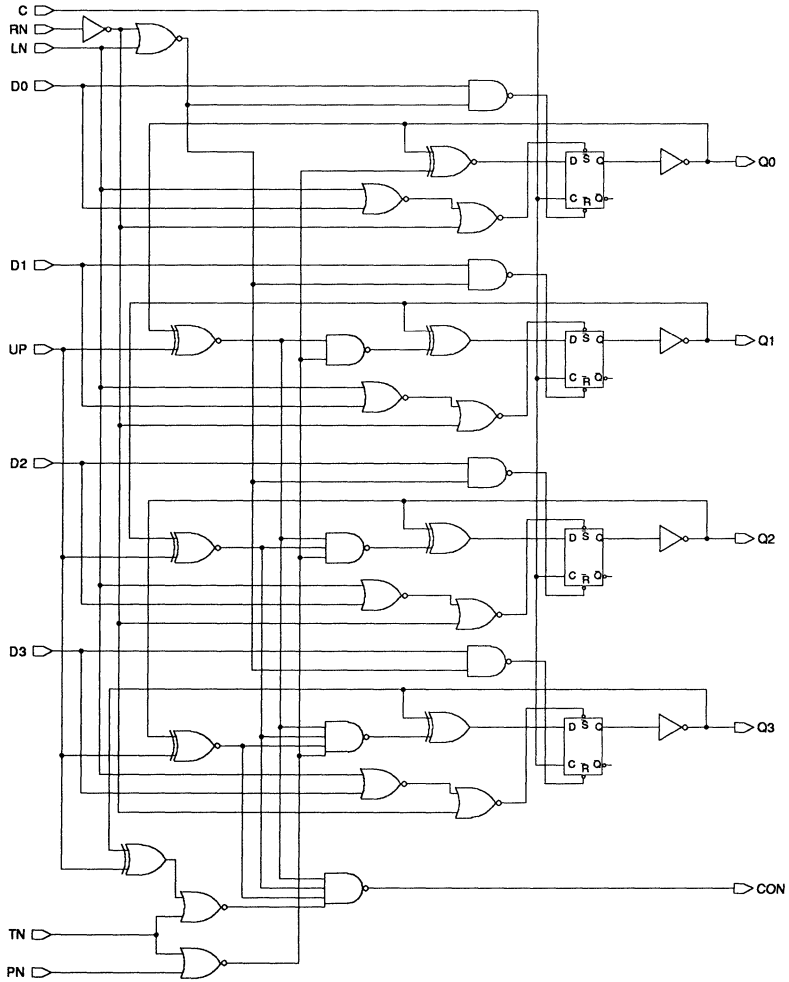 C
RN
LN
D0
D S Q
C R Q
Q0
D1
D S Q
C R Q
Q1
UP
D2
D S Q
C R Q
Q2
D3
D S Q
C R Q
Q3
CON
TN
PN